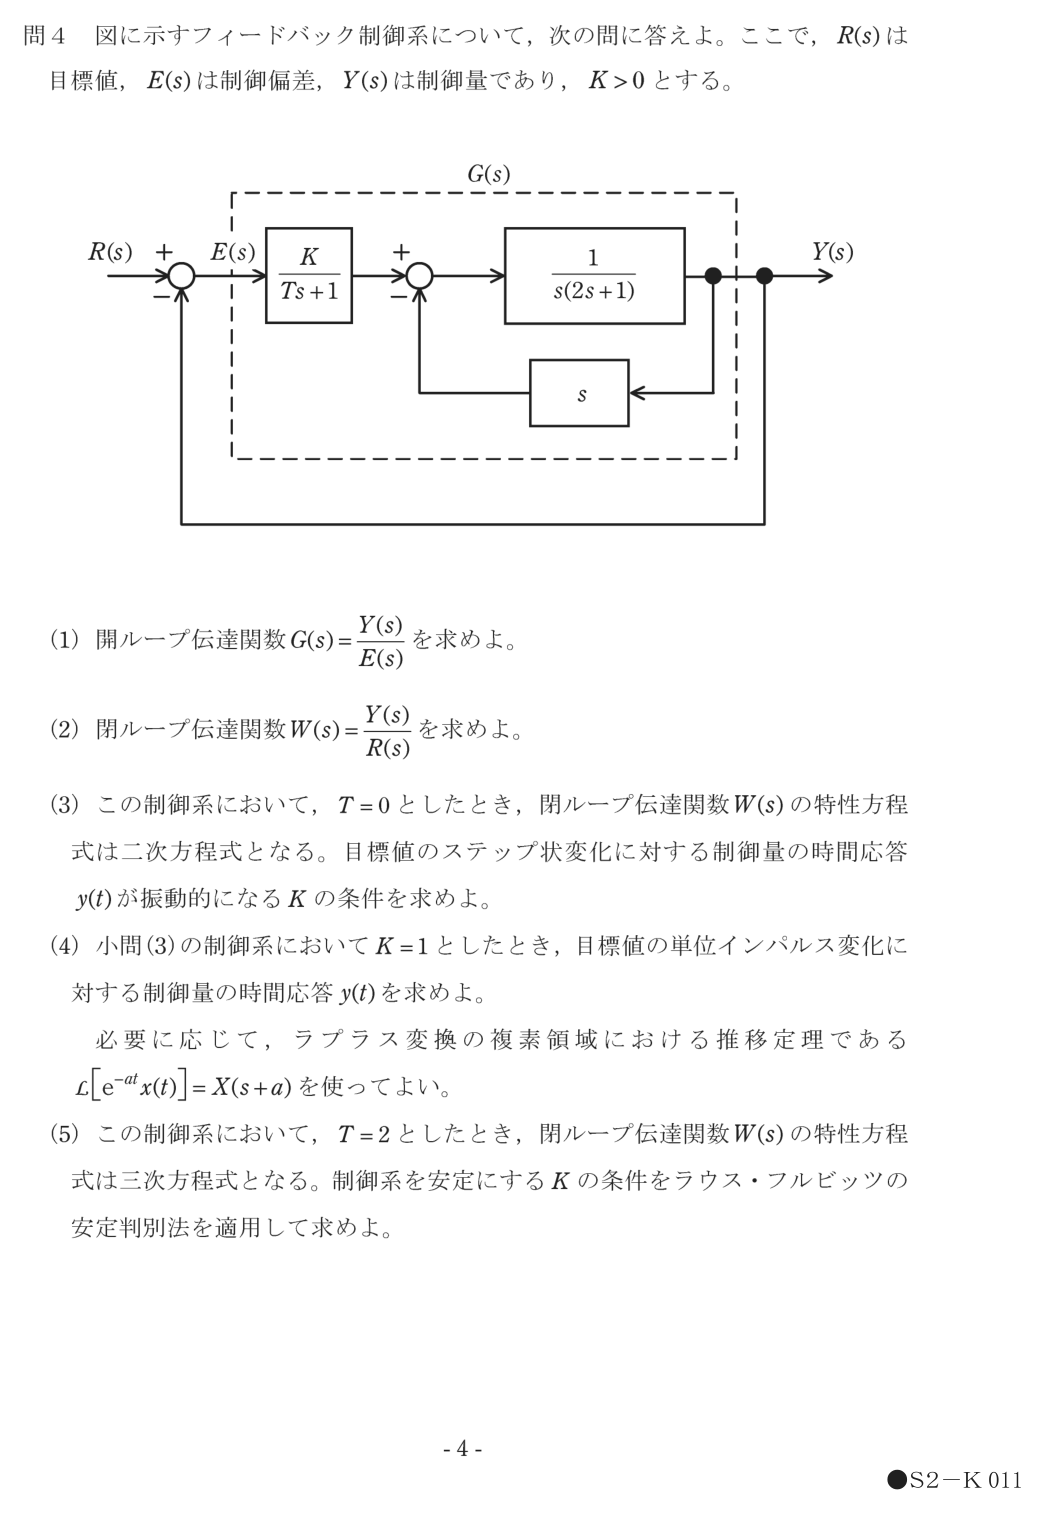 問４　図に示すフィードバック制御系について，次の問に答えよ。ここで，R(s)は
目標値，E(s)は制御偏差，Y(s)は制御量であり，K>0とする。
G(s)
R(s) + E(s) K/(Ts+1) + 1/(s(2s+1)) Y(s)
− −
s
(1) 開ループ伝達関数G(s)=Y(s)/E(s)を求めよ。
(2) 閉ループ伝達関数W(s)=Y(s)/R(s)を求めよ。
(3) この制御系において，T=0としたとき，閉ループ伝達関数W(s)の特性方程
式は二次方程式となる。目標値のステップ状変化に対する制御量の時間応答
y(t)が振動的になるKの条件を求めよ。
(4) 小問(3)の制御系においてK=1としたとき，目標値の単位インパルス変化に
対する制御量の時間応答y(t)を求めよ。
必要に応じて，ラプラス変換の複素領域における推移定理である
ℒ[e^{−at}x(t)]=X(s+a)を使ってよい。
(5) この制御系において，T=2としたとき，閉ループ伝達関数W(s)の特性方程
式は三次方程式となる。制御系を安定にするKの条件をラウス・フルビッツの
安定判別法を適用して求めよ。
- 4 -
●S2－K 011